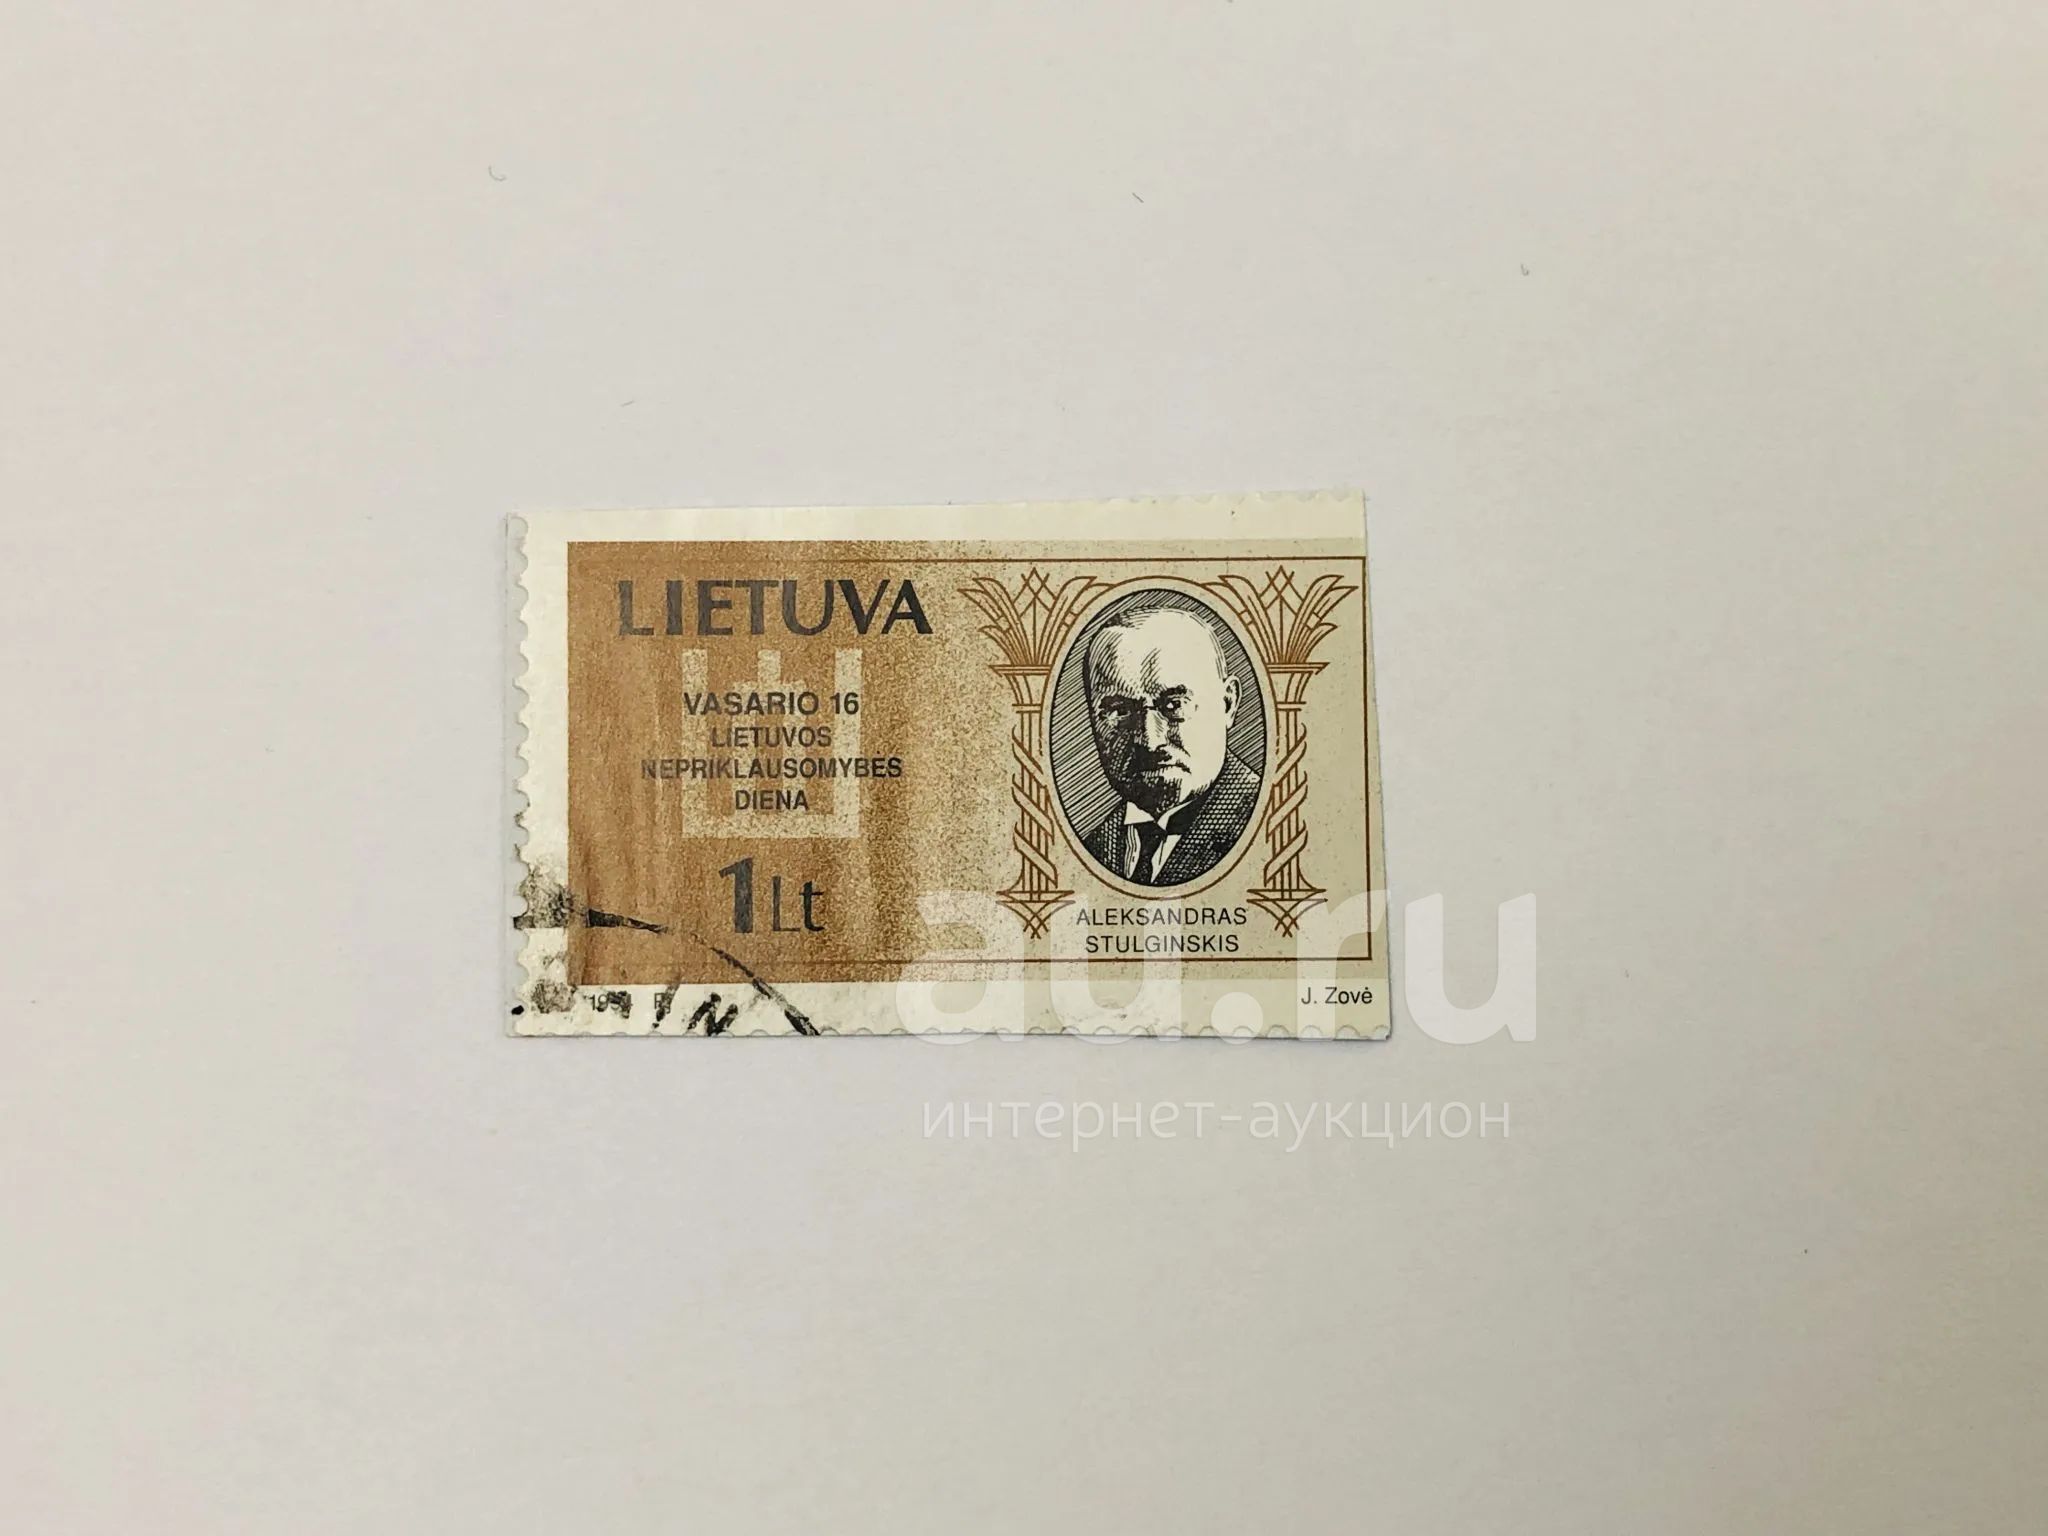 LIETUVA
VASARIO 16
LIETUVOS
NEPRIKLAUSOMYBĖS
DIENA
1Lt
ALEKSANDRAS
STULGINSKIS
J. Zovė
au.ru
интернет-аукцион